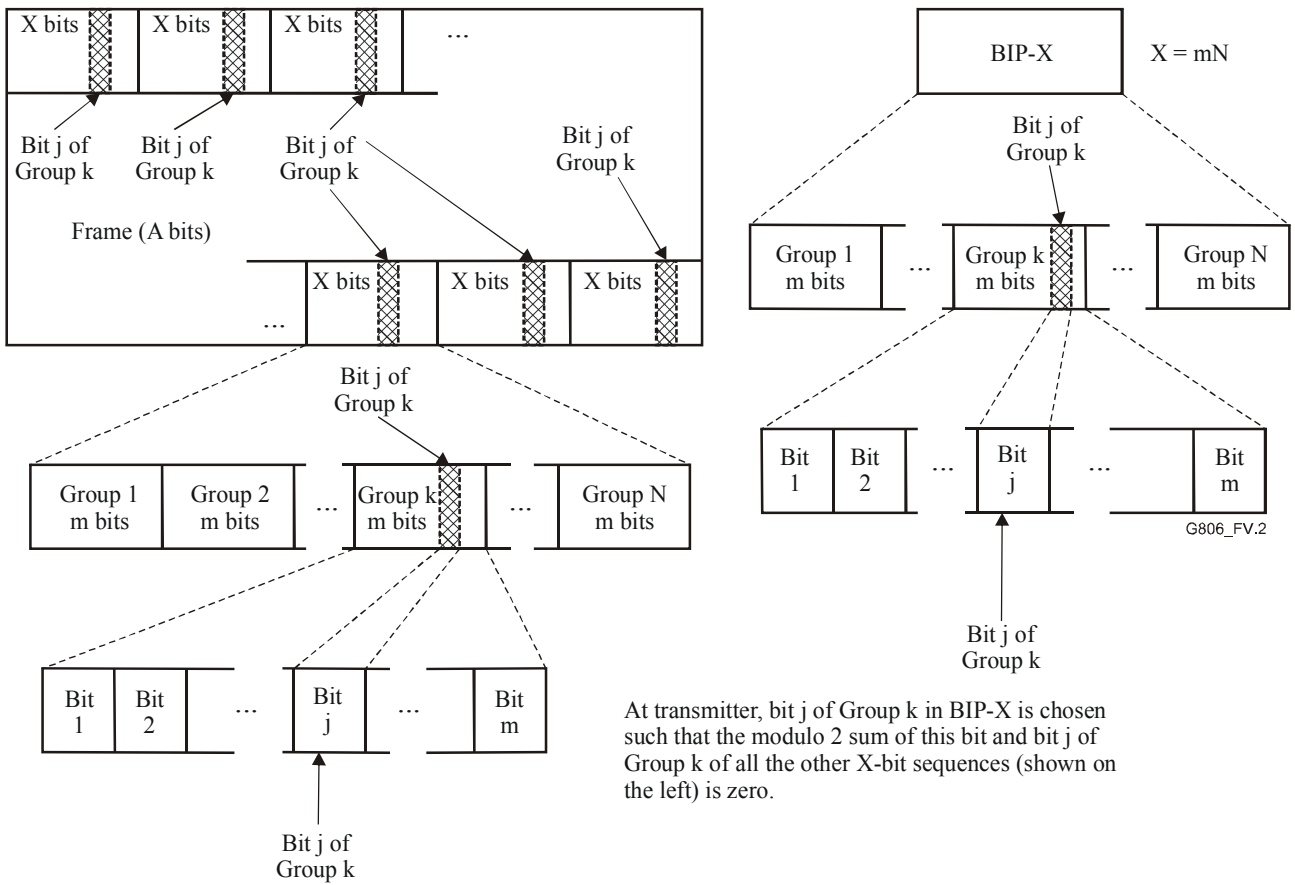 X bits X bits X bits ...
Bit j of
Group k
Bit j of
Group k
Bit j of
Group k
Bit j of
Group k
Frame (A bits)
X bits X bits X bits
...
Bit j of
Group k
Group 1
m bits
Group 2
m bits
...
Group k
m bits
...
Group N
m bits
Bit
1
Bit
2
...
Bit
j
...
Bit
m
Bit j of
Group k
BIP-X
X = mN
Bit j of
Group k
Group 1
m bits
...
Group k
m bits
...
Group N
m bits
Bit
1
Bit
2
...
Bit
j
...
Bit
m
G806_FV.2
Bit j of
Group k
At transmitter, bit j of Group k in BIP-X is chosen
such that the modulo 2 sum of this bit and bit j of
Group k of all the other X-bit sequences (shown on
the left) is zero.